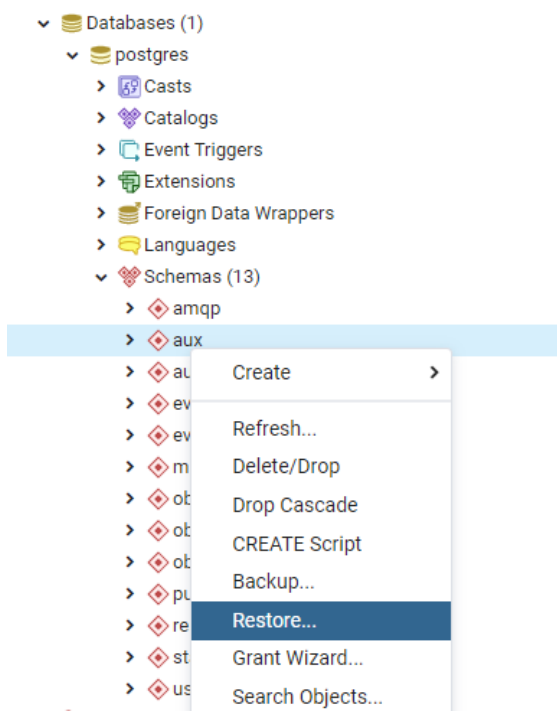 Databases (1)
postgres
Casts
Catalogs
Event Triggers
Extensions
Foreign Data Wrappers
Languages
Schemas (13)
amqp
aux
Create
Refresh...
Delete/Drop
Drop Cascade
CREATE Script
Backup...
Restore...
Grant Wizard...
Search Objects...